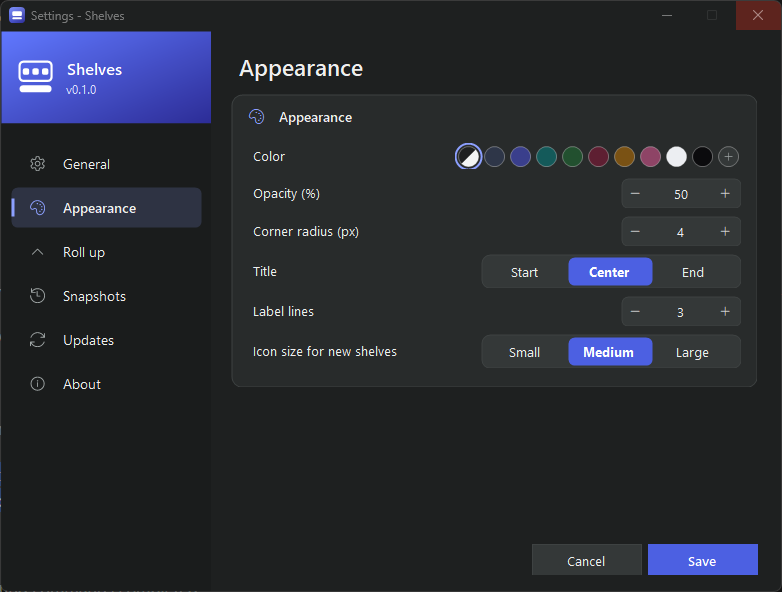 Settings - Shelves
Shelves
v0.1.0
General
Appearance
Roll up
Snapshots
Updates
About
Appearance
Appearance
Color
Opacity (%)
50
Corner radius (px)
4
Title
Start
Center
End
Label lines
3
Icon size for new shelves
Small
Medium
Large
Cancel
Save